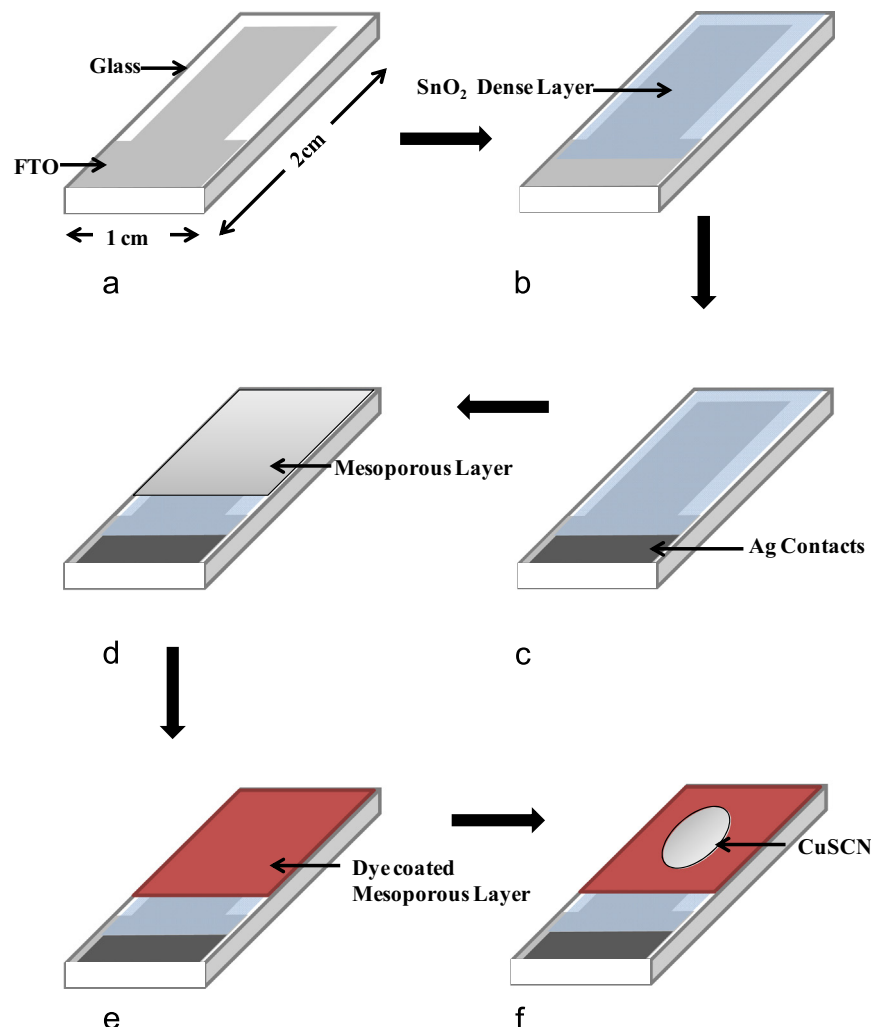 Glass
SnO₂ Dense Layer
FTO
2cm
1 cm
a
b
Mesoporous Layer
Ag Contacts
d
c
Dye coated
Mesoporous Layer
CuSCN
e
f